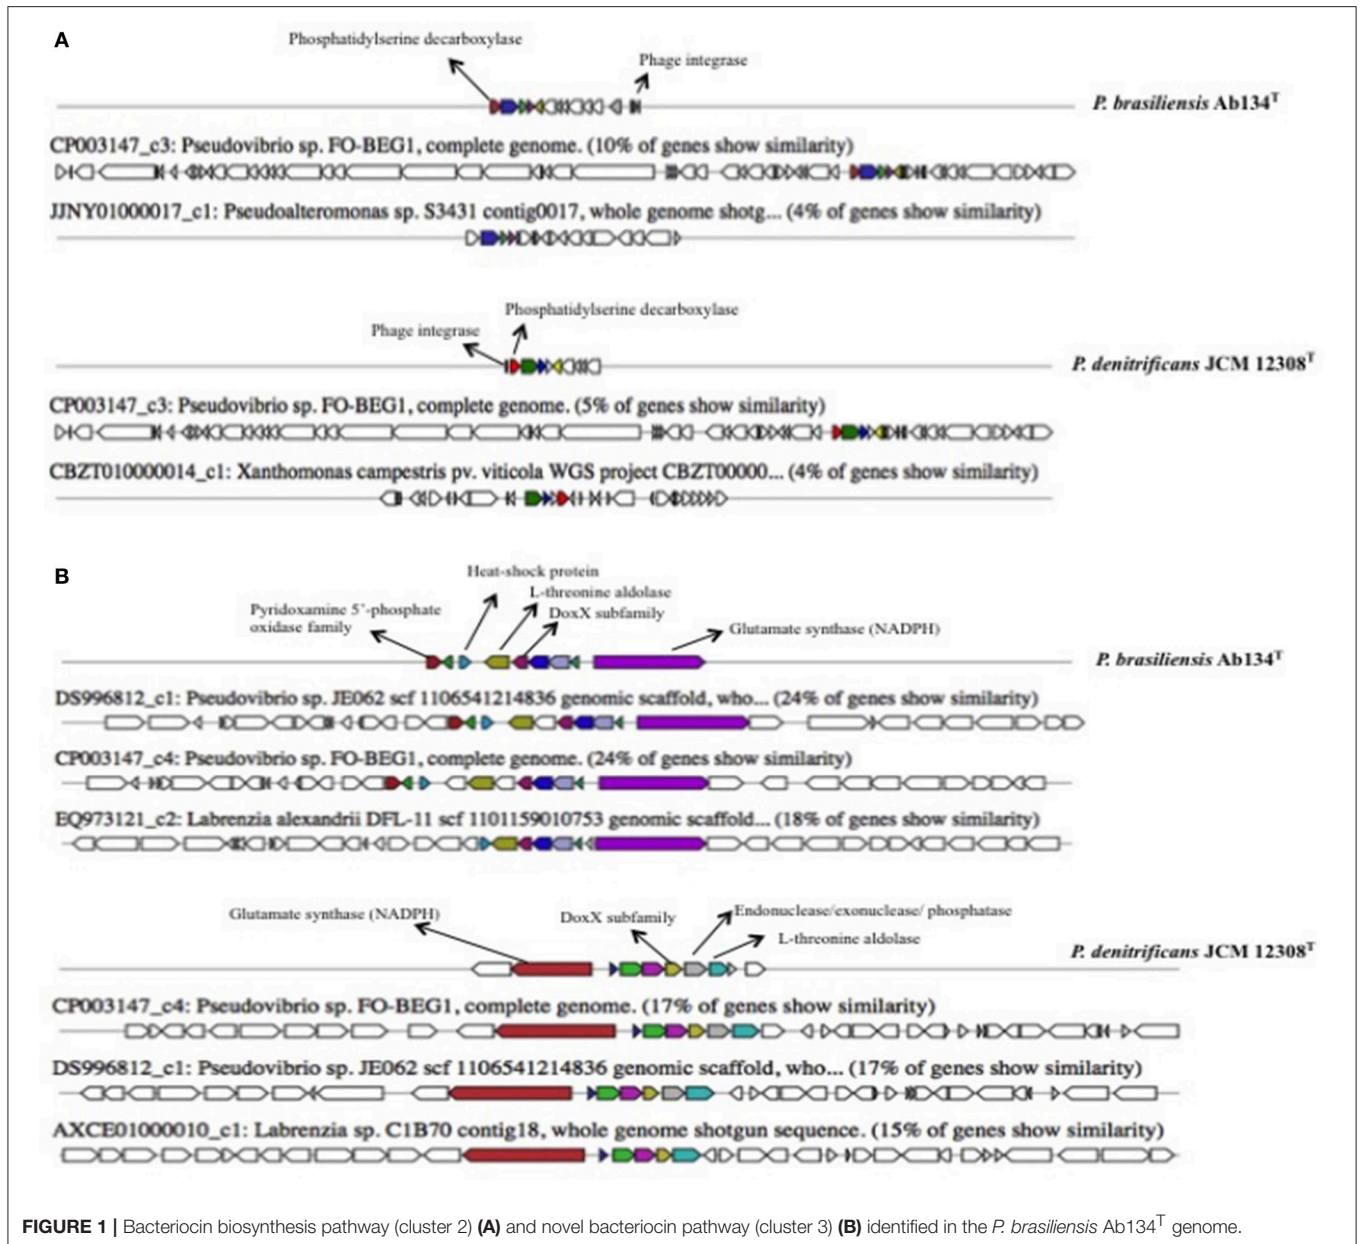 A
Phosphatidylserine decarboxylase
Phage integrase
P. brasiliensis Ab134T
CP003147_c3: Pseudovibrio sp. FO-BEG1, complete genome. (10% of genes show similarity)
JJNY01000017_c1: Pseudoalteromonas sp. S3431 contig0017, whole genome shotg... (4% of genes show similarity)
Phosphatidylserine decarboxylase
Phage integrase
P. denitrificans JCM 12308T
CP003147_c3: Pseudovibrio sp. FO-BEG1, complete genome. (5% of genes show similarity)
CBZT010000014_c1: Xanthomonas campestris pv. viticola WGS project CBZT00000... (4% of genes show similarity)
B
Heat-shock protein
L-threonine aldolase
Pyridoxamine 5'-phosphate
oxidase family
DoxX subfamily
Glutamate synthase (NADPH)
P. brasiliensis Ab134T
DS996812_c1: Pseudovibrio sp. JE062 scf 1106541214836 genomic scaffold, who... (24% of genes show similarity)
CP003147_c4: Pseudovibrio sp. FO-BEG1, complete genome. (24% of genes show similarity)
EQ973121_c2: Labrenzia alexandrii DFL-11 scf 1101159010753 genomic scaffold... (18% of genes show similarity)
Glutamate synthase (NADPH)
DoxX subfamily
Endonuclease/exonuclease/ phosphatase
L-threonine aldolase
P. denitrificans JCM 12308T
CP003147_c4: Pseudovibrio sp. FO-BEG1, complete genome. (17% of genes show similarity)
DS996812_c1: Pseudovibrio sp. JE062 scf 1106541214836 genomic scaffold, who... (17% of genes show similarity)
AXCE01000010_c1: Labrenzia sp. C1B70 contig18, whole genome shotgun sequence. (15% of genes show similarity)
FIGURE 1 | Bacteriocin biosynthesis pathway (cluster 2) (A) and novel bacteriocin pathway (cluster 3) (B) identified in the P. brasiliensis Ab134T genome.